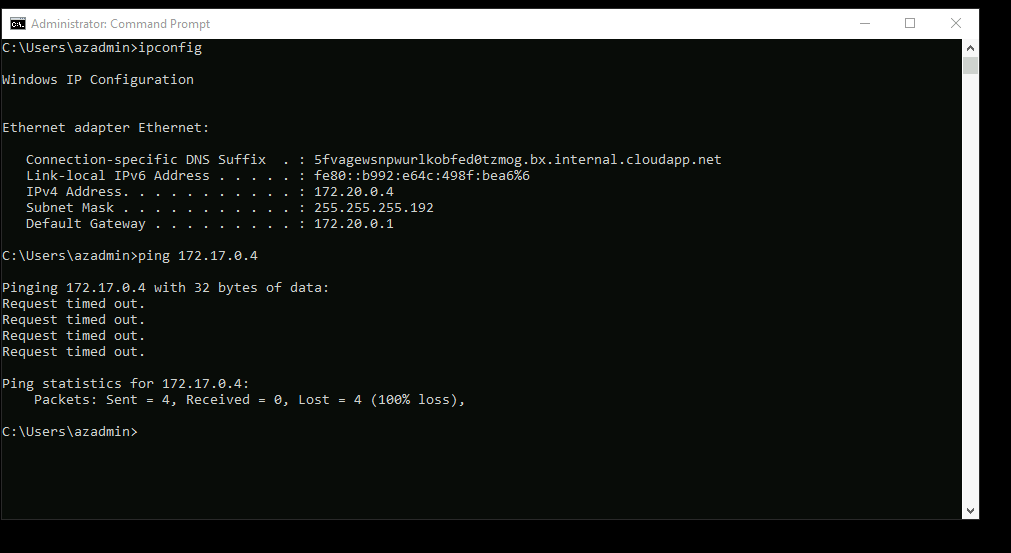 Administrator: Command Prompt
C:\Users\azadmin>ipconfig
Windows IP Configuration
Ethernet adapter Ethernet:
   Connection-specific DNS Suffix  . : 5fvagewsnpwurlkobfed0tzmog.bx.internal.cloudapp.net
   Link-local IPv6 Address . . . . . : fe80::b992:e64c:498f:bea6%6
   IPv4 Address. . . . . . . . . . . : 172.20.0.4
   Subnet Mask . . . . . . . . . . . : 255.255.255.192
   Default Gateway . . . . . . . . . : 172.20.0.1
C:\Users\azadmin>ping 172.17.0.4
Pinging 172.17.0.4 with 32 bytes of data:
Request timed out.
Request timed out.
Request timed out.
Request timed out.
Ping statistics for 172.17.0.4:
    Packets: Sent = 4, Received = 0, Lost = 4 (100% loss),
C:\Users\azadmin>